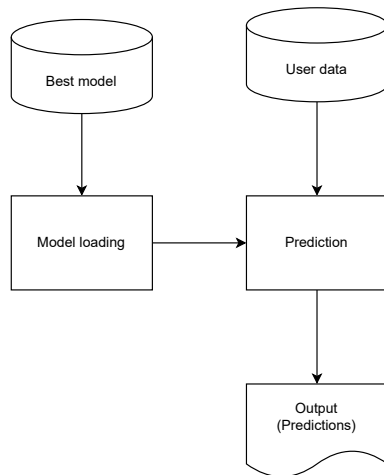 Best model
User data
Model loading
Prediction
Output
(Predictions)